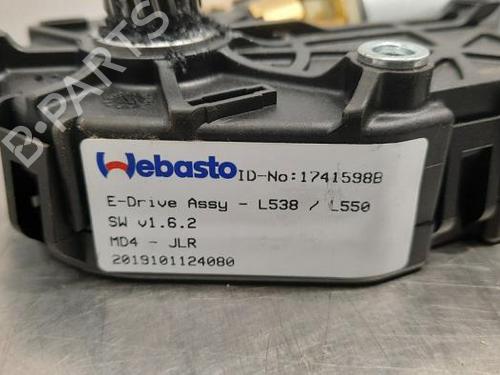 B-PARTS
Webasto ID-No:1741598B
E-Drive Assy - L538 / L550
SW v1.6.2
MD4 - JLR
2019101124080